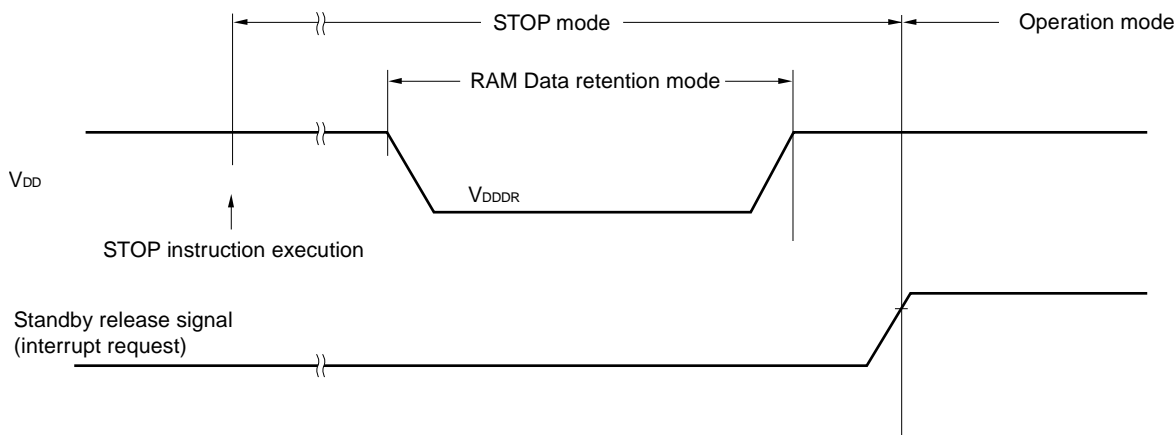 STOP mode
Operation mode
RAM Data retention mode
VDD
VDDDR
STOP instruction execution
Standby release signal
(interrupt request)